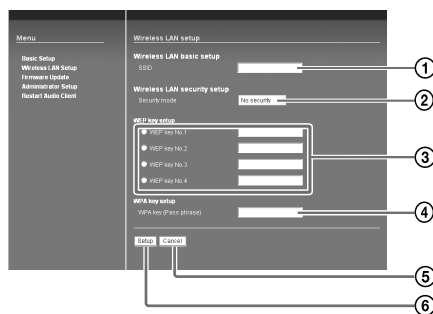 Menu
Basic Setup
Wireless LAN Setup
Firmware Update
Administrator Setup
Restart Audio Client
Wireless LAN setup
Wireless LAN basic setup
SSID
1
Wireless LAN security setup
Security mode
No security
2
WEP key setup
WEP key No.1
WEP key No.2
WEP key No.3
WEP key No.4
3
WPA key setup
WPA key (Pass phrase)
4
Setup Cancel
5
6